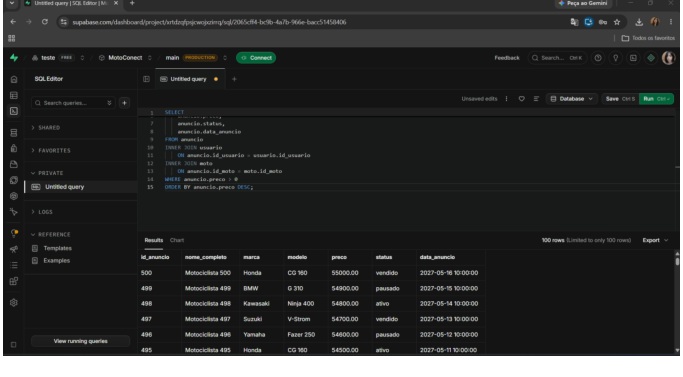 Untitled query | SQL Editor | Mo
Peça ao Gemini
supabase.com/dashboard/project/
Todos os favoritos
teste FREE MotoConect main PRODUCTION Connect
Feedback Search... Ctrl K
SQL Editor
Untitled query
Search queries...
Unsaved edits Database Save Ctrl S Run Ctrl
SHARED
FAVORITES
PRIVATE
Untitled query
LOGS
REFERENCE
Templates
Examples
View running queries
1 SELECT
7 anuncio.status,
8 anuncio.data_anuncio
9 FROM anuncio
10 INNER JOIN usuario
11 ON anuncio.id_usuario = usuario.id_usuario
12 INNER JOIN moto
13 ON anuncio.id_moto = moto.id_moto
14 WHERE anuncio.preco > 0
15 ORDER BY anuncio.preco DESC;
Results Chart 100 rows (Limited to only 100 rows) Export
id_anuncio nome_completo marca modelo preco status data_anuncio
500 Motociclista 500 Honda CG 160 55000.00 vendido 2027-05-16 10:00:00
499 Motociclista 499 BMW G 310 54900.00 pausado 2027-05-15 10:00:00
498 Motociclista 498 Kawasaki Ninja 400 54800.00 ativo 2027-05-14 10:00:00
497 Motociclista 497 Suzuki V-Strom 54700.00 vendido 2027-05-13 10:00:00
496 Motociclista 496 Yamaha Fazer 250 54600.00 pausado 2027-05-12 10:00:00
495 Motociclista 495 Honda CG 160 54500.00 ativo 2027-05-11 10:00:00